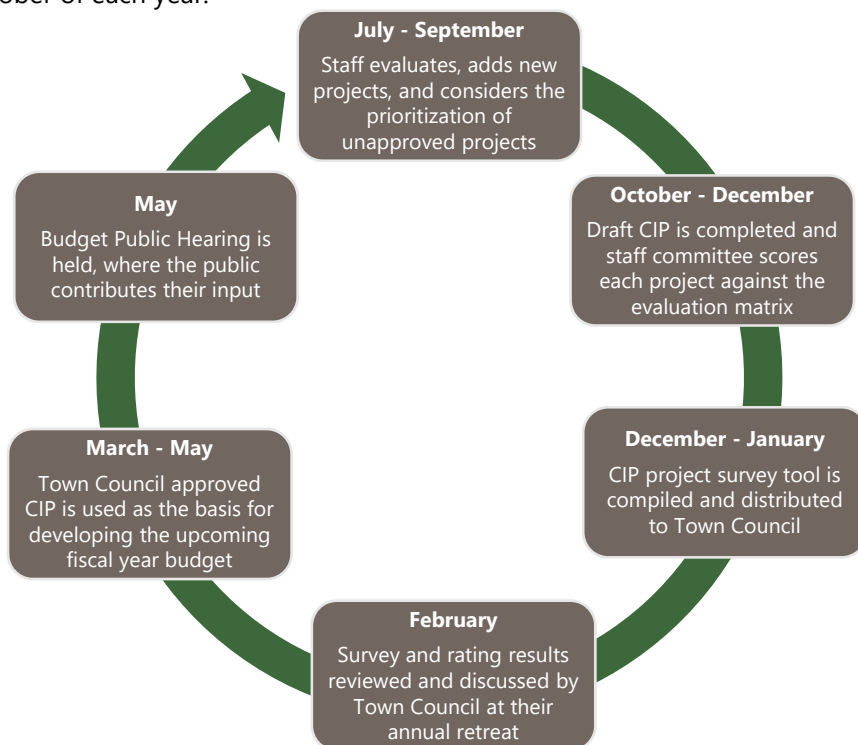 July - September
Staff evaluates, adds new
projects, and considers the
prioritization of
unapproved projects
October - December
Draft CIP is completed and
staff committee scores
each project against the
evaluation matrix
December - January
CIP project survey tool is
compiled and distributed
to Town Council
February
Survey and rating results
reviewed and discussed by
Town Council at their
annual retreat
March - May
Town Council approved
CIP is used as the basis for
developing the upcoming
fiscal year budget
May
Budget Public Hearing is
held, where the public
contributes their input